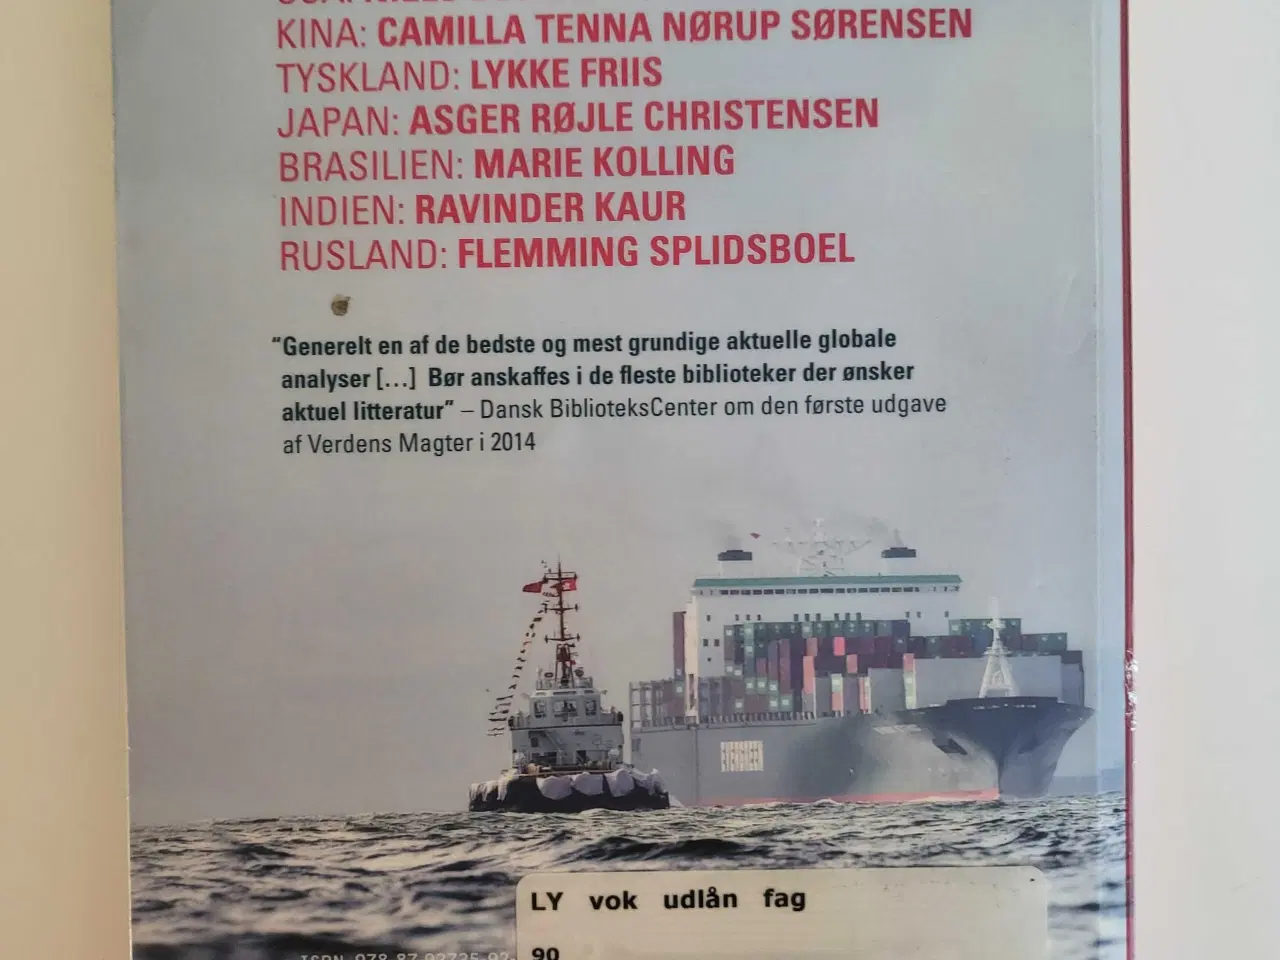 KINA: CAMILLA TENNA NØRUP SØRENSEN
TYSKLAND: LYKKE FRIIS
JAPAN: ASGER RØJLE CHRISTENSEN
BRASILIEN: MARIE KOLLING
INDIEN: RAVINDER KAUR
RUSLAND: FLEMMING SPLIDSBOEL
“Generelt en af de bedste og mest grundige aktuelle globale
analyser [...] Bør anskaffes i de fleste biblioteker der ønsker
aktuel litteratur” – Dansk BiblioteksCenter om den første udgave
af Verdens Magter i 2014
LY vok udlån fag
90